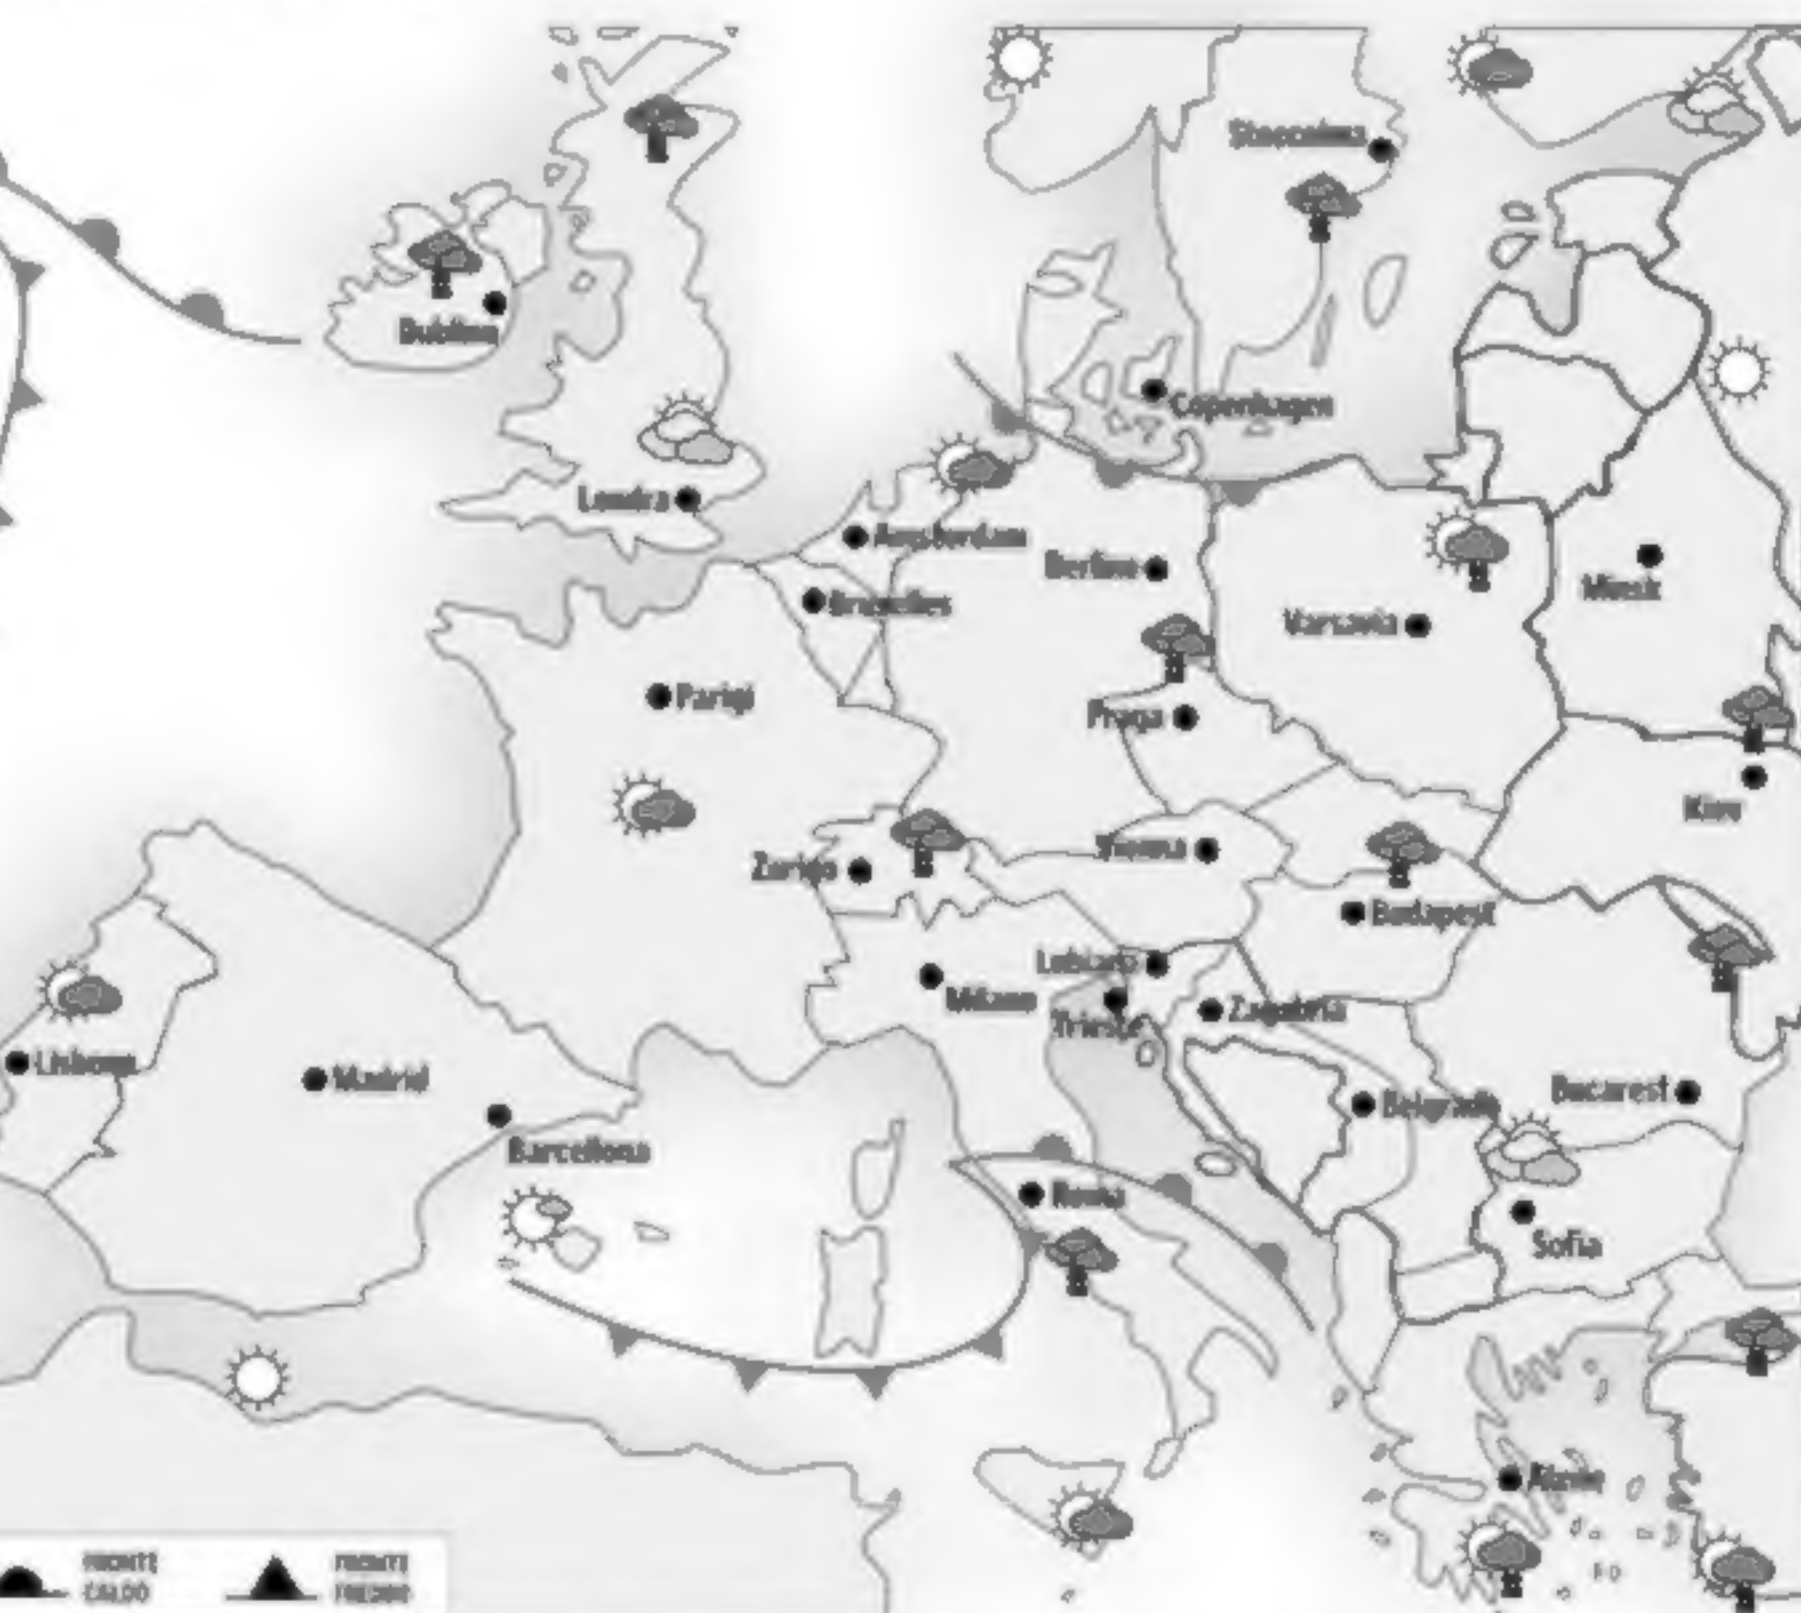 Stoccolma
Dublino
Copenhagen
Londra
Amsterdam
Berlino
Bruxelles
Minsk
Varsavia
Parigi
Praga
Kiev
Vienna
Zurigo
Budapest
Lubiana
Milano
Trieste
Zagabria
Lisbona
Madrid
Belgrado
Bucarest
Barcellona
Roma
Sofia
Atene
FRONTE
CALDO
FRONTE
FREDDO